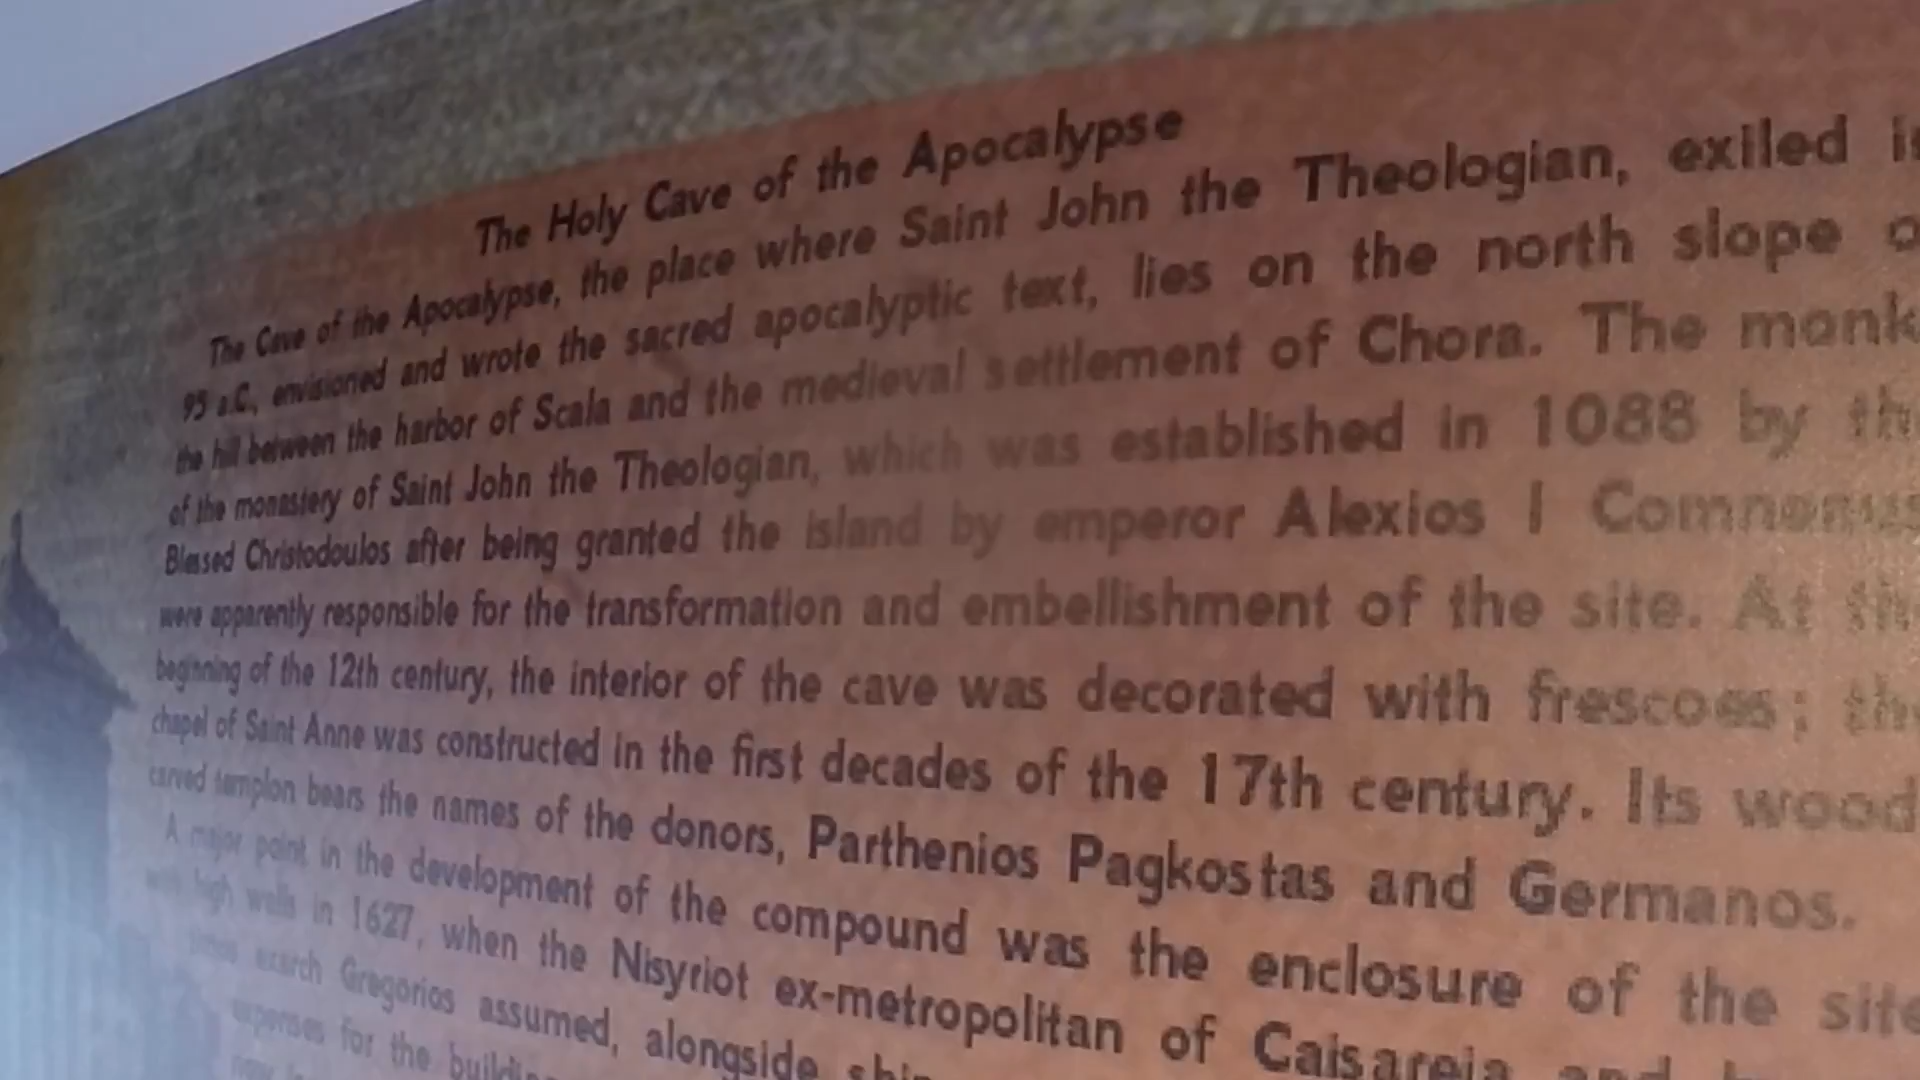 The Holy Cave of the Apocalypse
The Cave of the Apocalypse, the place where Saint John the Theologian, exiled
95 a.C., envisioned and wrote the sacred apocalyptic text, lies on the north slope
the hill between the harbor of Scala and the medieval settlement of Chora. The monk
of the monastery of Saint John the Theologian, which was established in 1088 by
Blessed Christodoulos after being granted the island by emperor Alexios I Comnenus
were apparently responsible for the transformation and embellishment of the site. At
beginning of the 12th century, the interior of the cave was decorated with frescoes;
chapel of Saint Anne was constructed in the first decades of the 17th century. Its wood
carved templon bears the names of the donors, Parthenios Pagkostas and Germanos.
A major point in the development of the compound was the enclosure of the site
with high walls in 1627, when the Nisyriot ex-metropolitan of Caisareia and
exarch Gregorios assumed, alongside
expenses for the
now